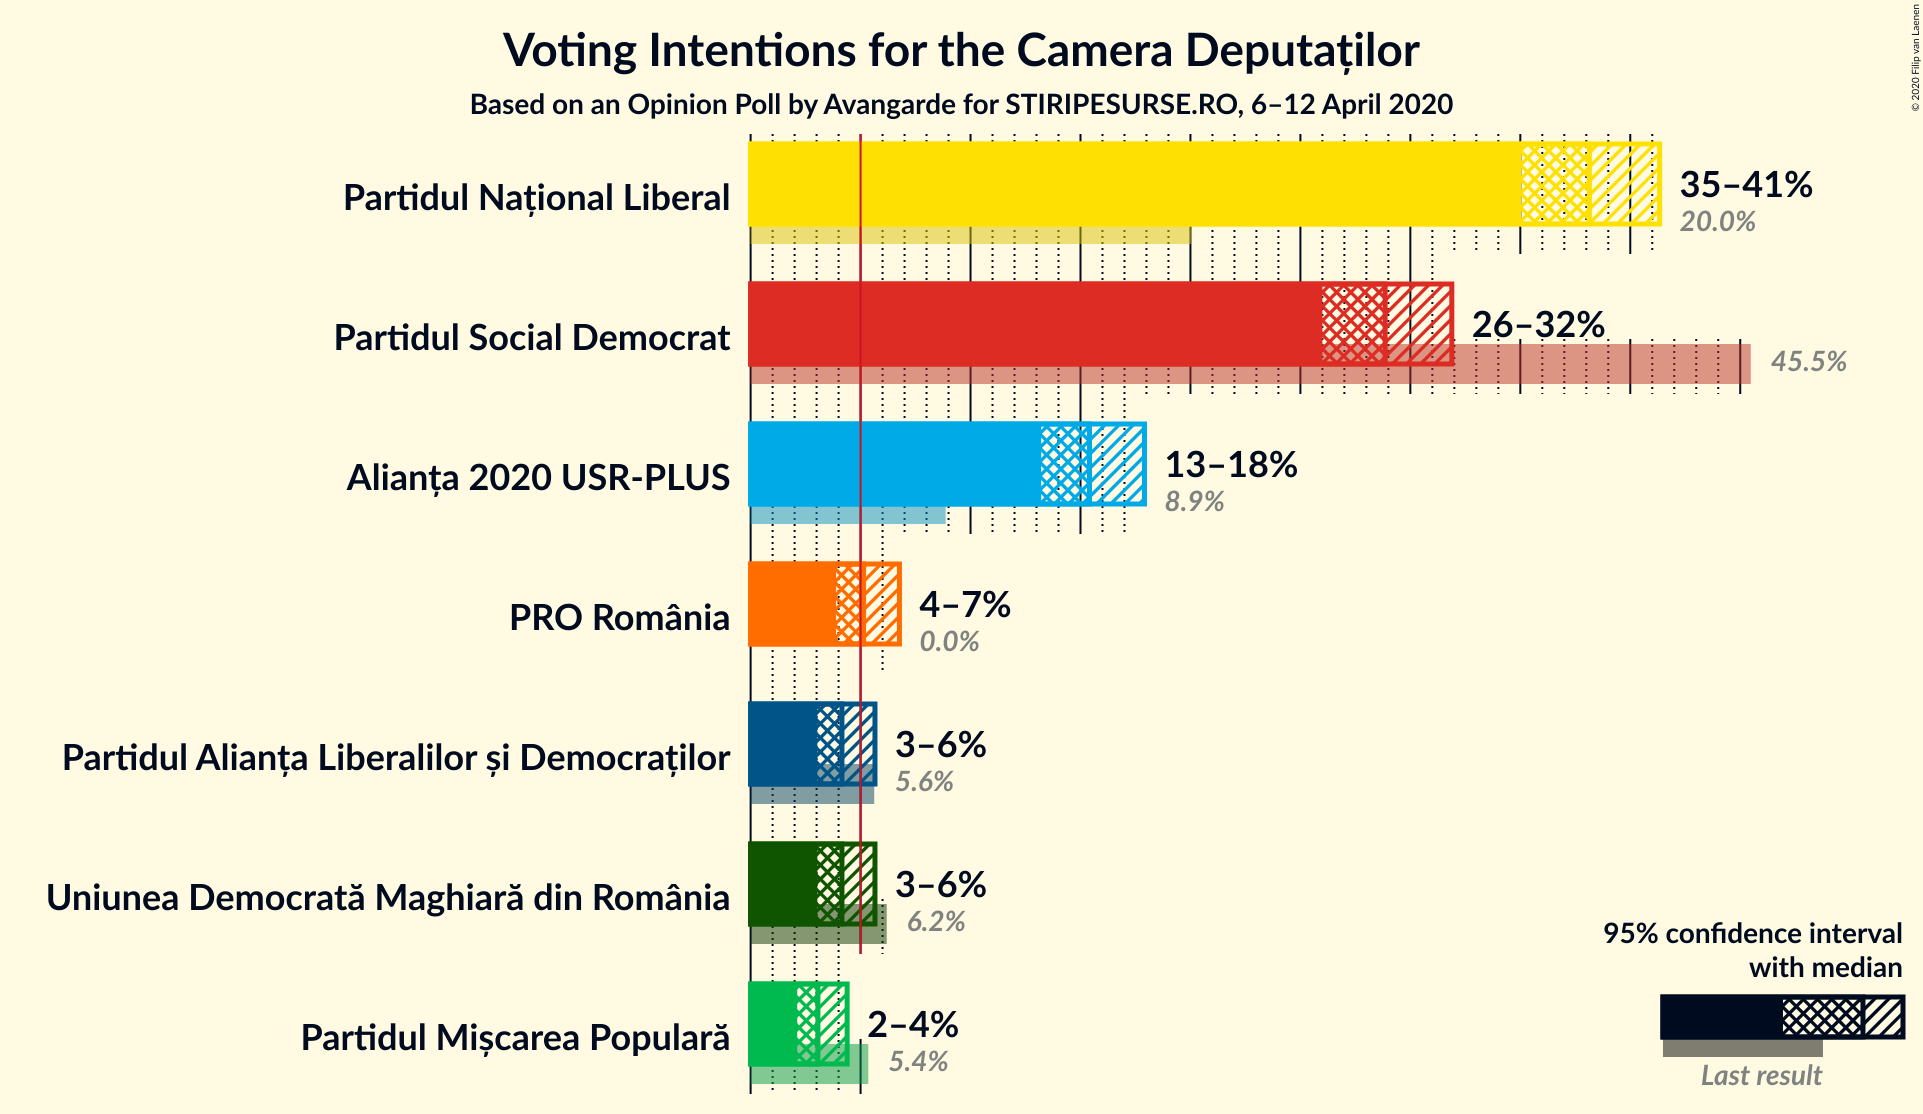 Voting Intentions for the Camera Deputaților
Based on an Opinion Poll by Avangarde for STIRIPESURSE.RO, 6–12 April 2020
© 2020 Filip van Laenen
Partidul Național Liberal
35–41%
20.0%
Partidul Social Democrat
26–32%
45.5%
Alianța 2020 USR-PLUS
13–18%
8.9%
PRO România
4–7%
0.0%
Partidul Alianța Liberalilor și Democraților
3–6%
5.6%
Uniunea Democrată Maghiară din România
3–6%
6.2%
Partidul Mișcarea Populară
2–4%
5.4%
95% confidence interval
with median
Last result